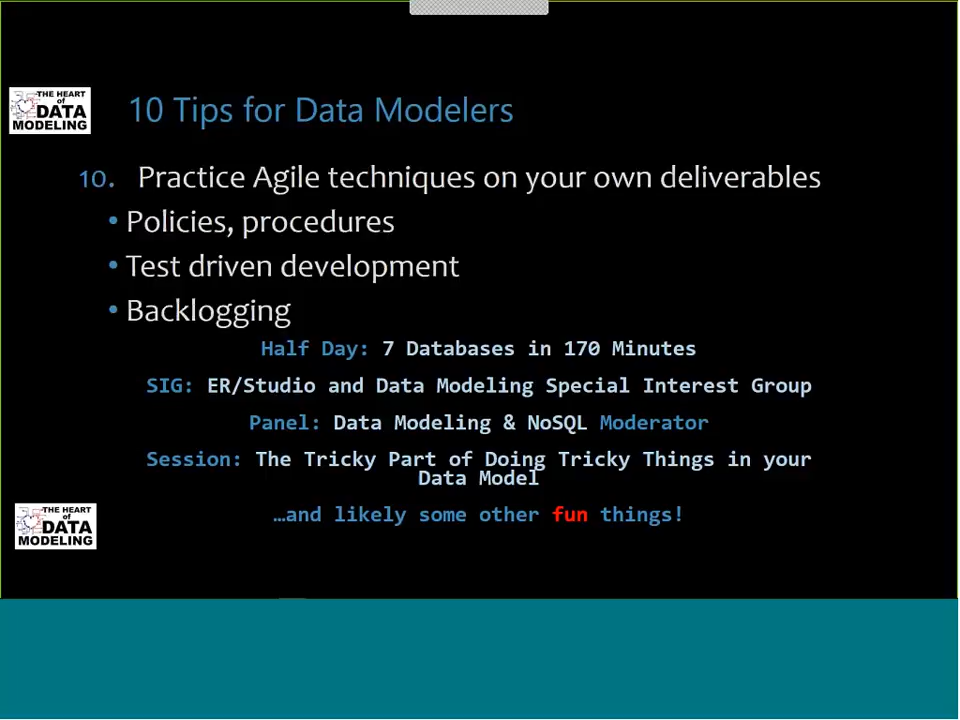 THE HEART
of
DATA
MODELING
10 Tips for Data Modelers
10. Practice Agile techniques on your own deliverables
• Policies, procedures
• Test driven development
• Backlogging
Half Day: 7 Databases in 170 Minutes
SIG: ER/Studio and Data Modeling Special Interest Group
Panel: Data Modeling & NoSQL Moderator
Session: The Tricky Part of Doing Tricky Things in your
Data Model
…and likely some other fun things!
THE HEART
of
DATA
MODELING